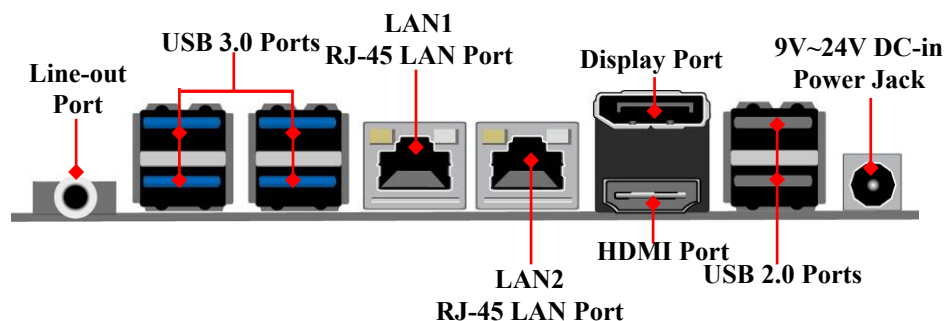 Line-out
Port
USB 3.0 Ports
LAN1
RJ-45 LAN Port
Display Port
9V~24V DC-in
Power Jack
LAN2
RJ-45 LAN Port
HDMI Port
USB 2.0 Ports